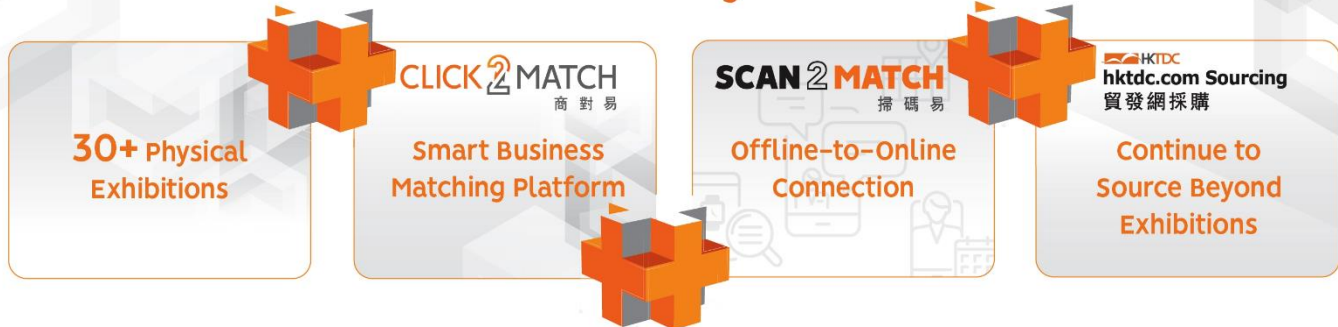 30+ Physical
Exhibitions
CLICK2MATCH
商對易
Smart Business
Matching Platform
SCAN2MATCH
掃碼易
Offline-to-Online
Connection
HKTDC
hktdc.com Sourcing
貿發網採購
Continue to
Source Beyond
Exhibitions